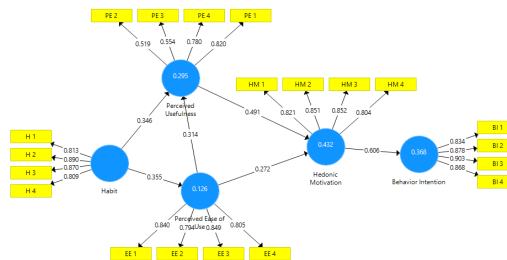 PE 2
PE 3
PE 4
PE 1
0.519
0.554
0.780
0.820
0.295
Perceived
Usefulness
HM 1
HM 2
HM 3
HM 4
0.821
0.851
0.852
0.804
0.346
0.314
0.491
H 1
H 2
H 3
H 4
0.813
0.890
0.870
0.809
Habit
0.355
0.126
Perceived Ease of
Use
0.272
0.432
Hedonic
Motivation
0.606
0.368
Behavior Intention
BI 1
BI 2
BI 3
BI 4
0.834
0.878
0.903
0.868
0.840
0.794
0.849
0.805
EE 1
EE 2
EE 3
EE 4